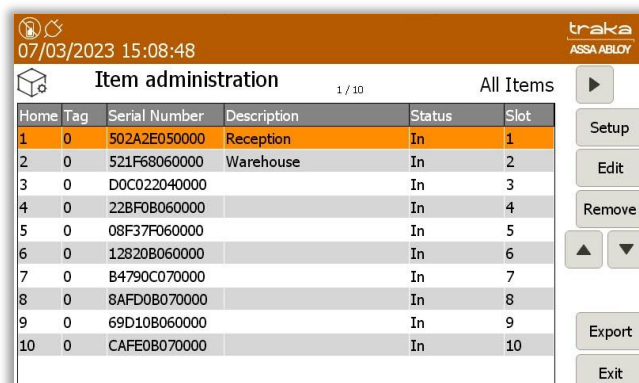 traka
07/03/2023 15:08:48
ASSA ABLOY
Item administration 1 / 10 All Items
Home Tag Serial Number Description Status Slot
1 0 502A2E050000 Reception In 1
2 0 521F68060000 Warehouse In 2
3 0 D0C022040000 In 3
4 0 22BF0B060000 In 4
5 0 08F37F060000 In 5
6 0 12820B060000 In 6
7 0 B4790C070000 In 7
8 0 8AFD0B070000 In 8
9 0 69D10B060000 In 9
10 0 CAFE0B070000 In 10
Setup
Edit
Remove
Export
Exit